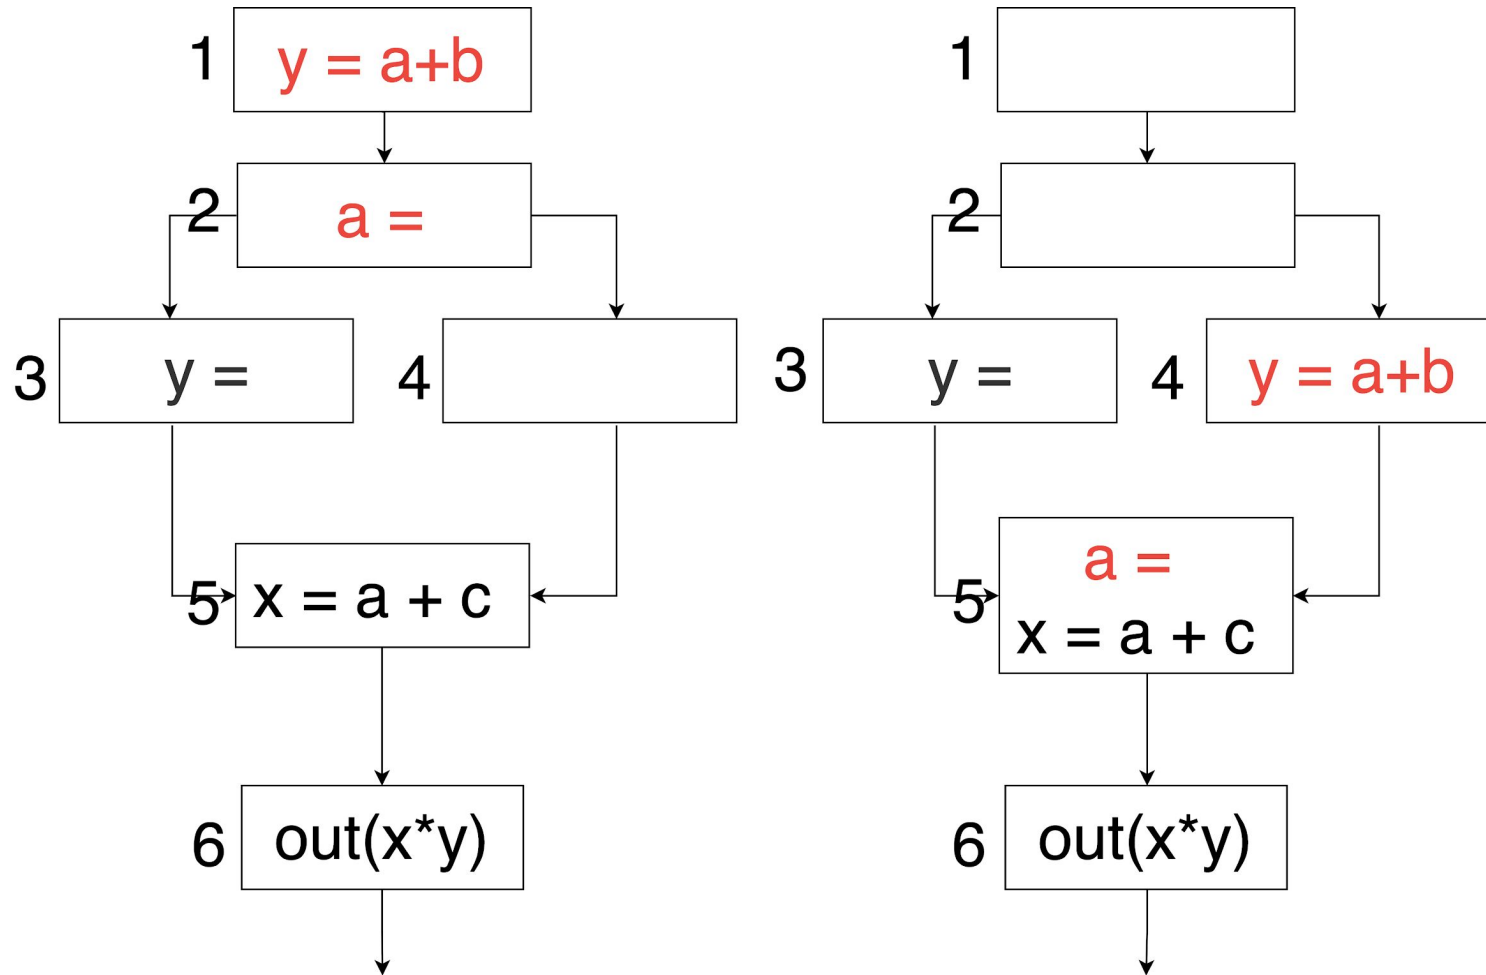 1 y = a+b
2 a =
3 y =
4
5 x = a + c
6 out(x*y)
1
2
3 y =
4 y = a+b
5 a =
x = a + c
6 out(x*y)